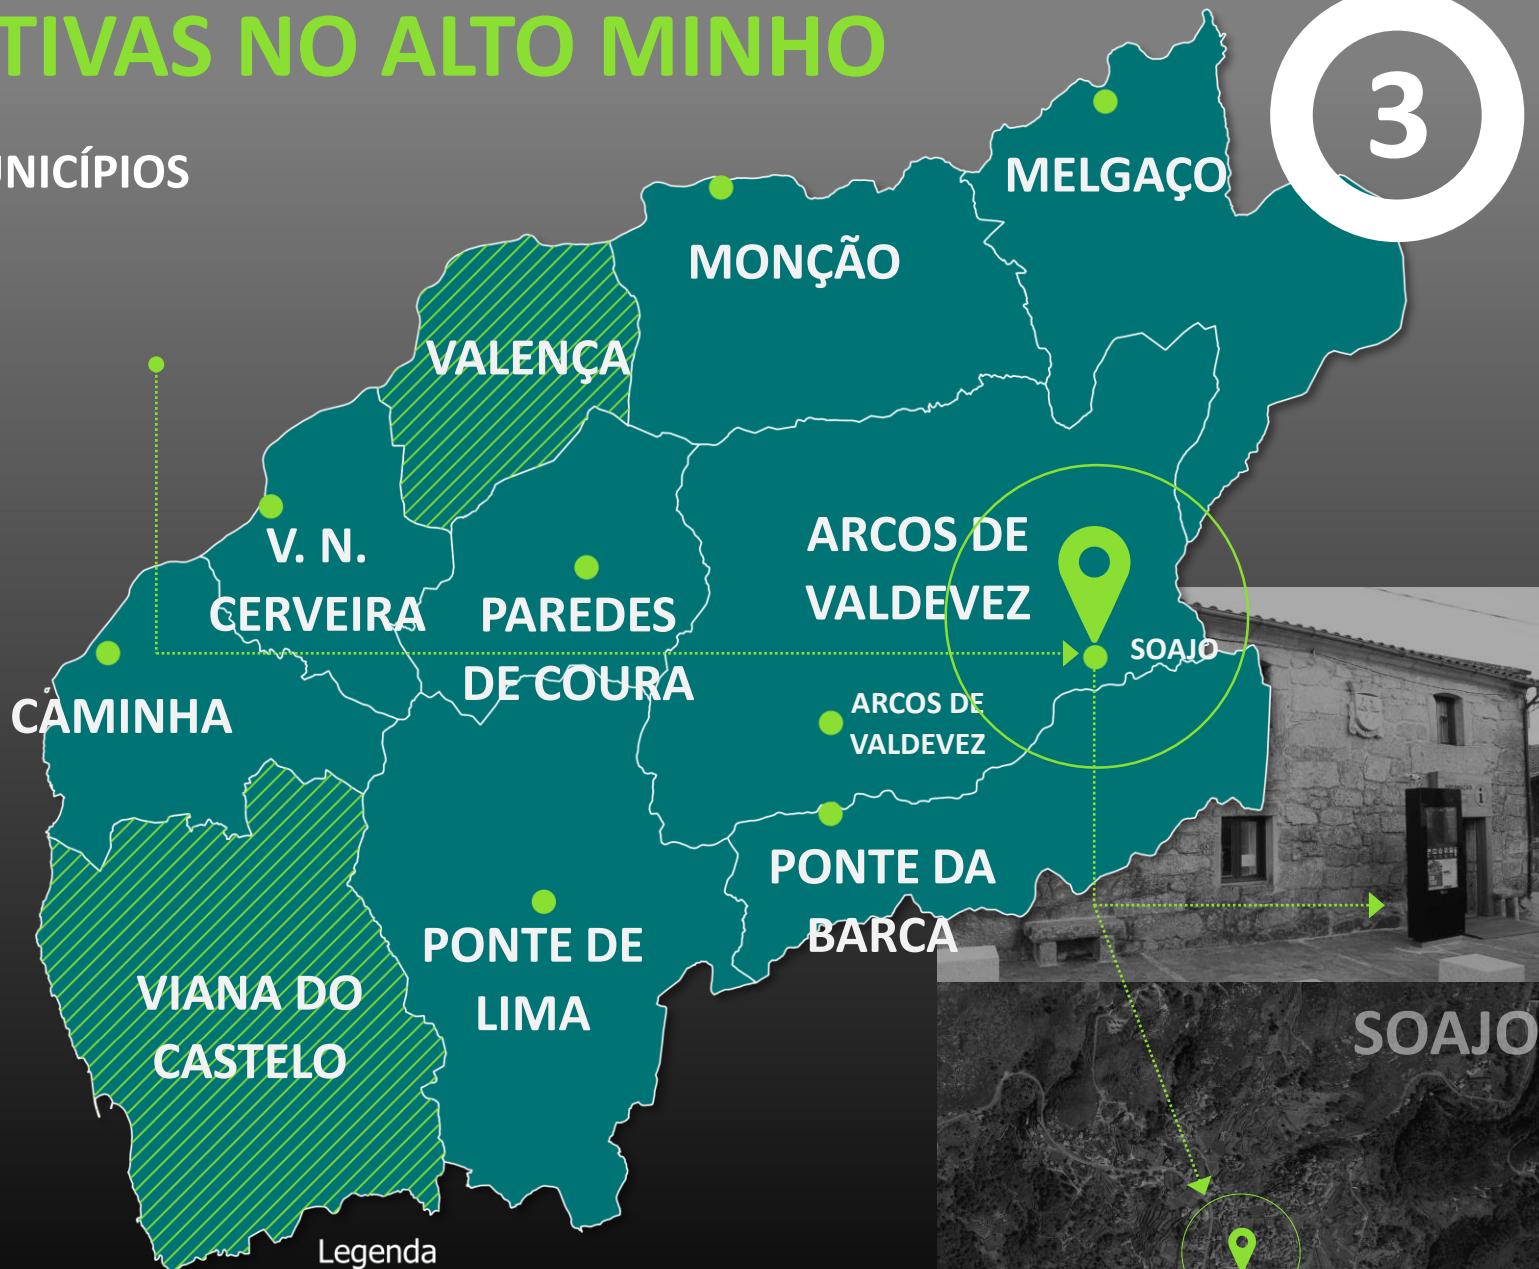 TIVAS NO ALTO MINHO
3
UNICÍPIOS
MELGAÇO
MONÇÃO
VALENÇA
ARCOS DE
VALDEVEZ
V. N.
CERVEIRA
PAREDES
DE COURA
SOAJO
ARCOS DE
VALDEVEZ
CAMINHA
i
PONTE DA
BARCA
PONTE DE
LIMA
VIANA DO
CASTELO
SOAJO
Legenda